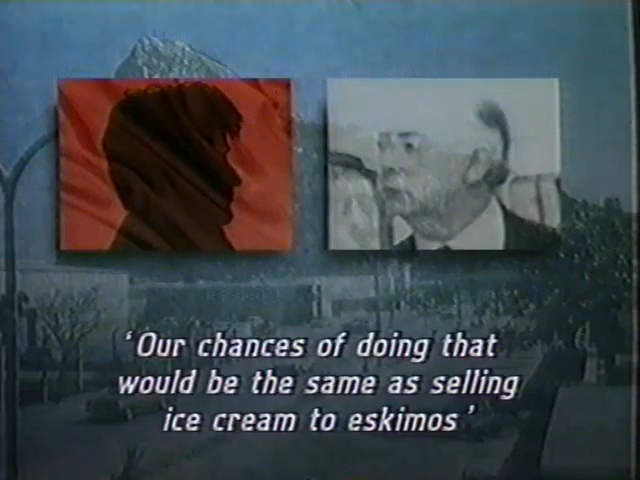 ‘Our chances of doing that
would be the same as selling
ice cream to eskimos’